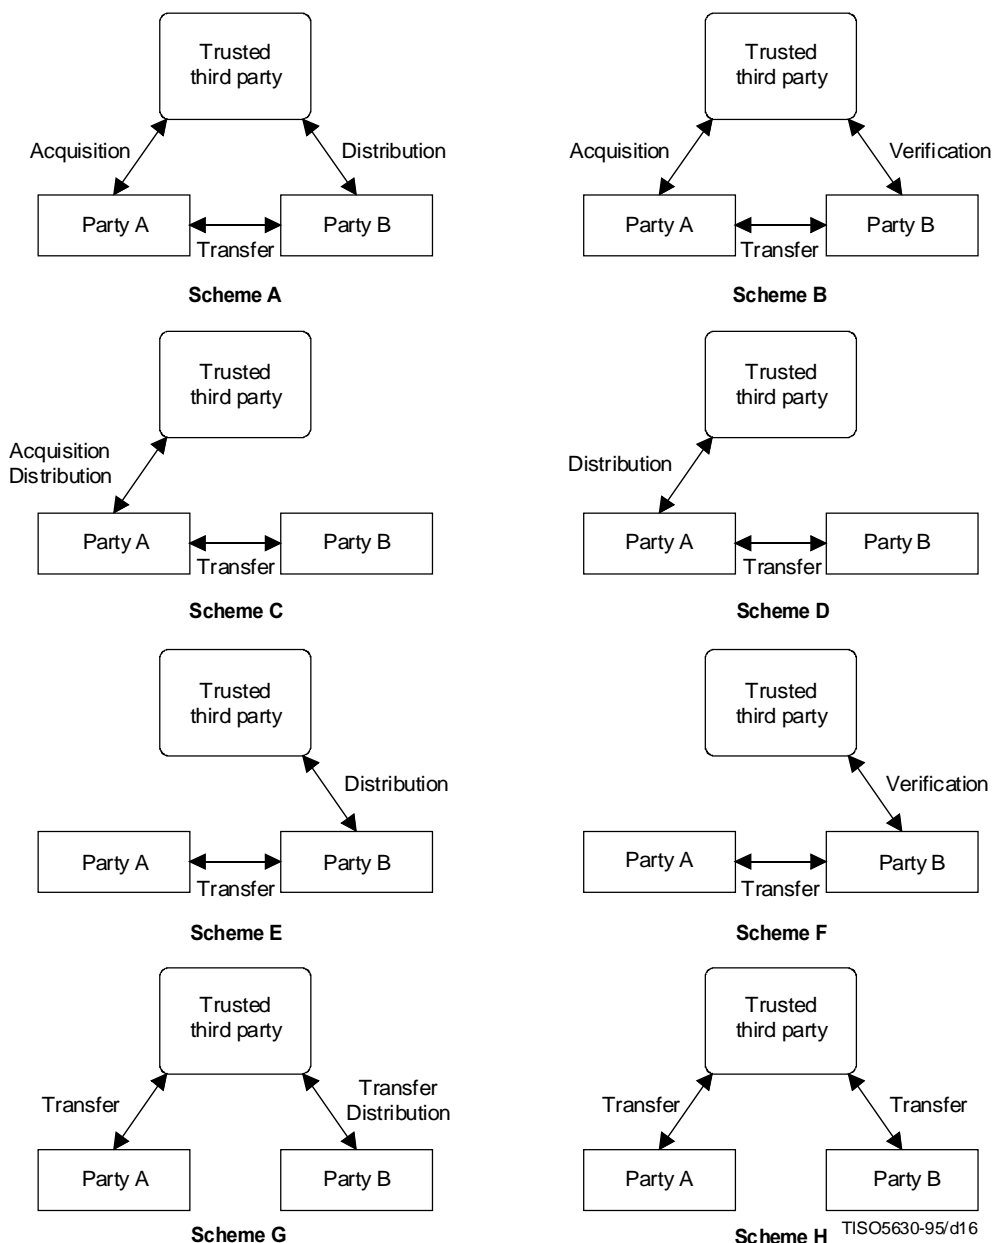 Trusted
third party
Acquisition
Distribution
Party A
Transfer
Party B
Scheme A
Trusted
third party
Acquisition
Verification
Party A
Transfer
Party B
Scheme B
Trusted
third party
Acquisition
Distribution
Party A
Transfer
Party B
Scheme C
Trusted
third party
Distribution
Party A
Transfer
Party B
Scheme D
Trusted
third party
Distribution
Party A
Transfer
Party B
Scheme E
Trusted
third party
Verification
Party A
Transfer
Party B
Scheme F
Trusted
third party
Transfer
Transfer
Distribution
Party A
Party B
Scheme G
Trusted
third party
Transfer
Transfer
Party A
Party B
Scheme H
TISO5630-95/d16